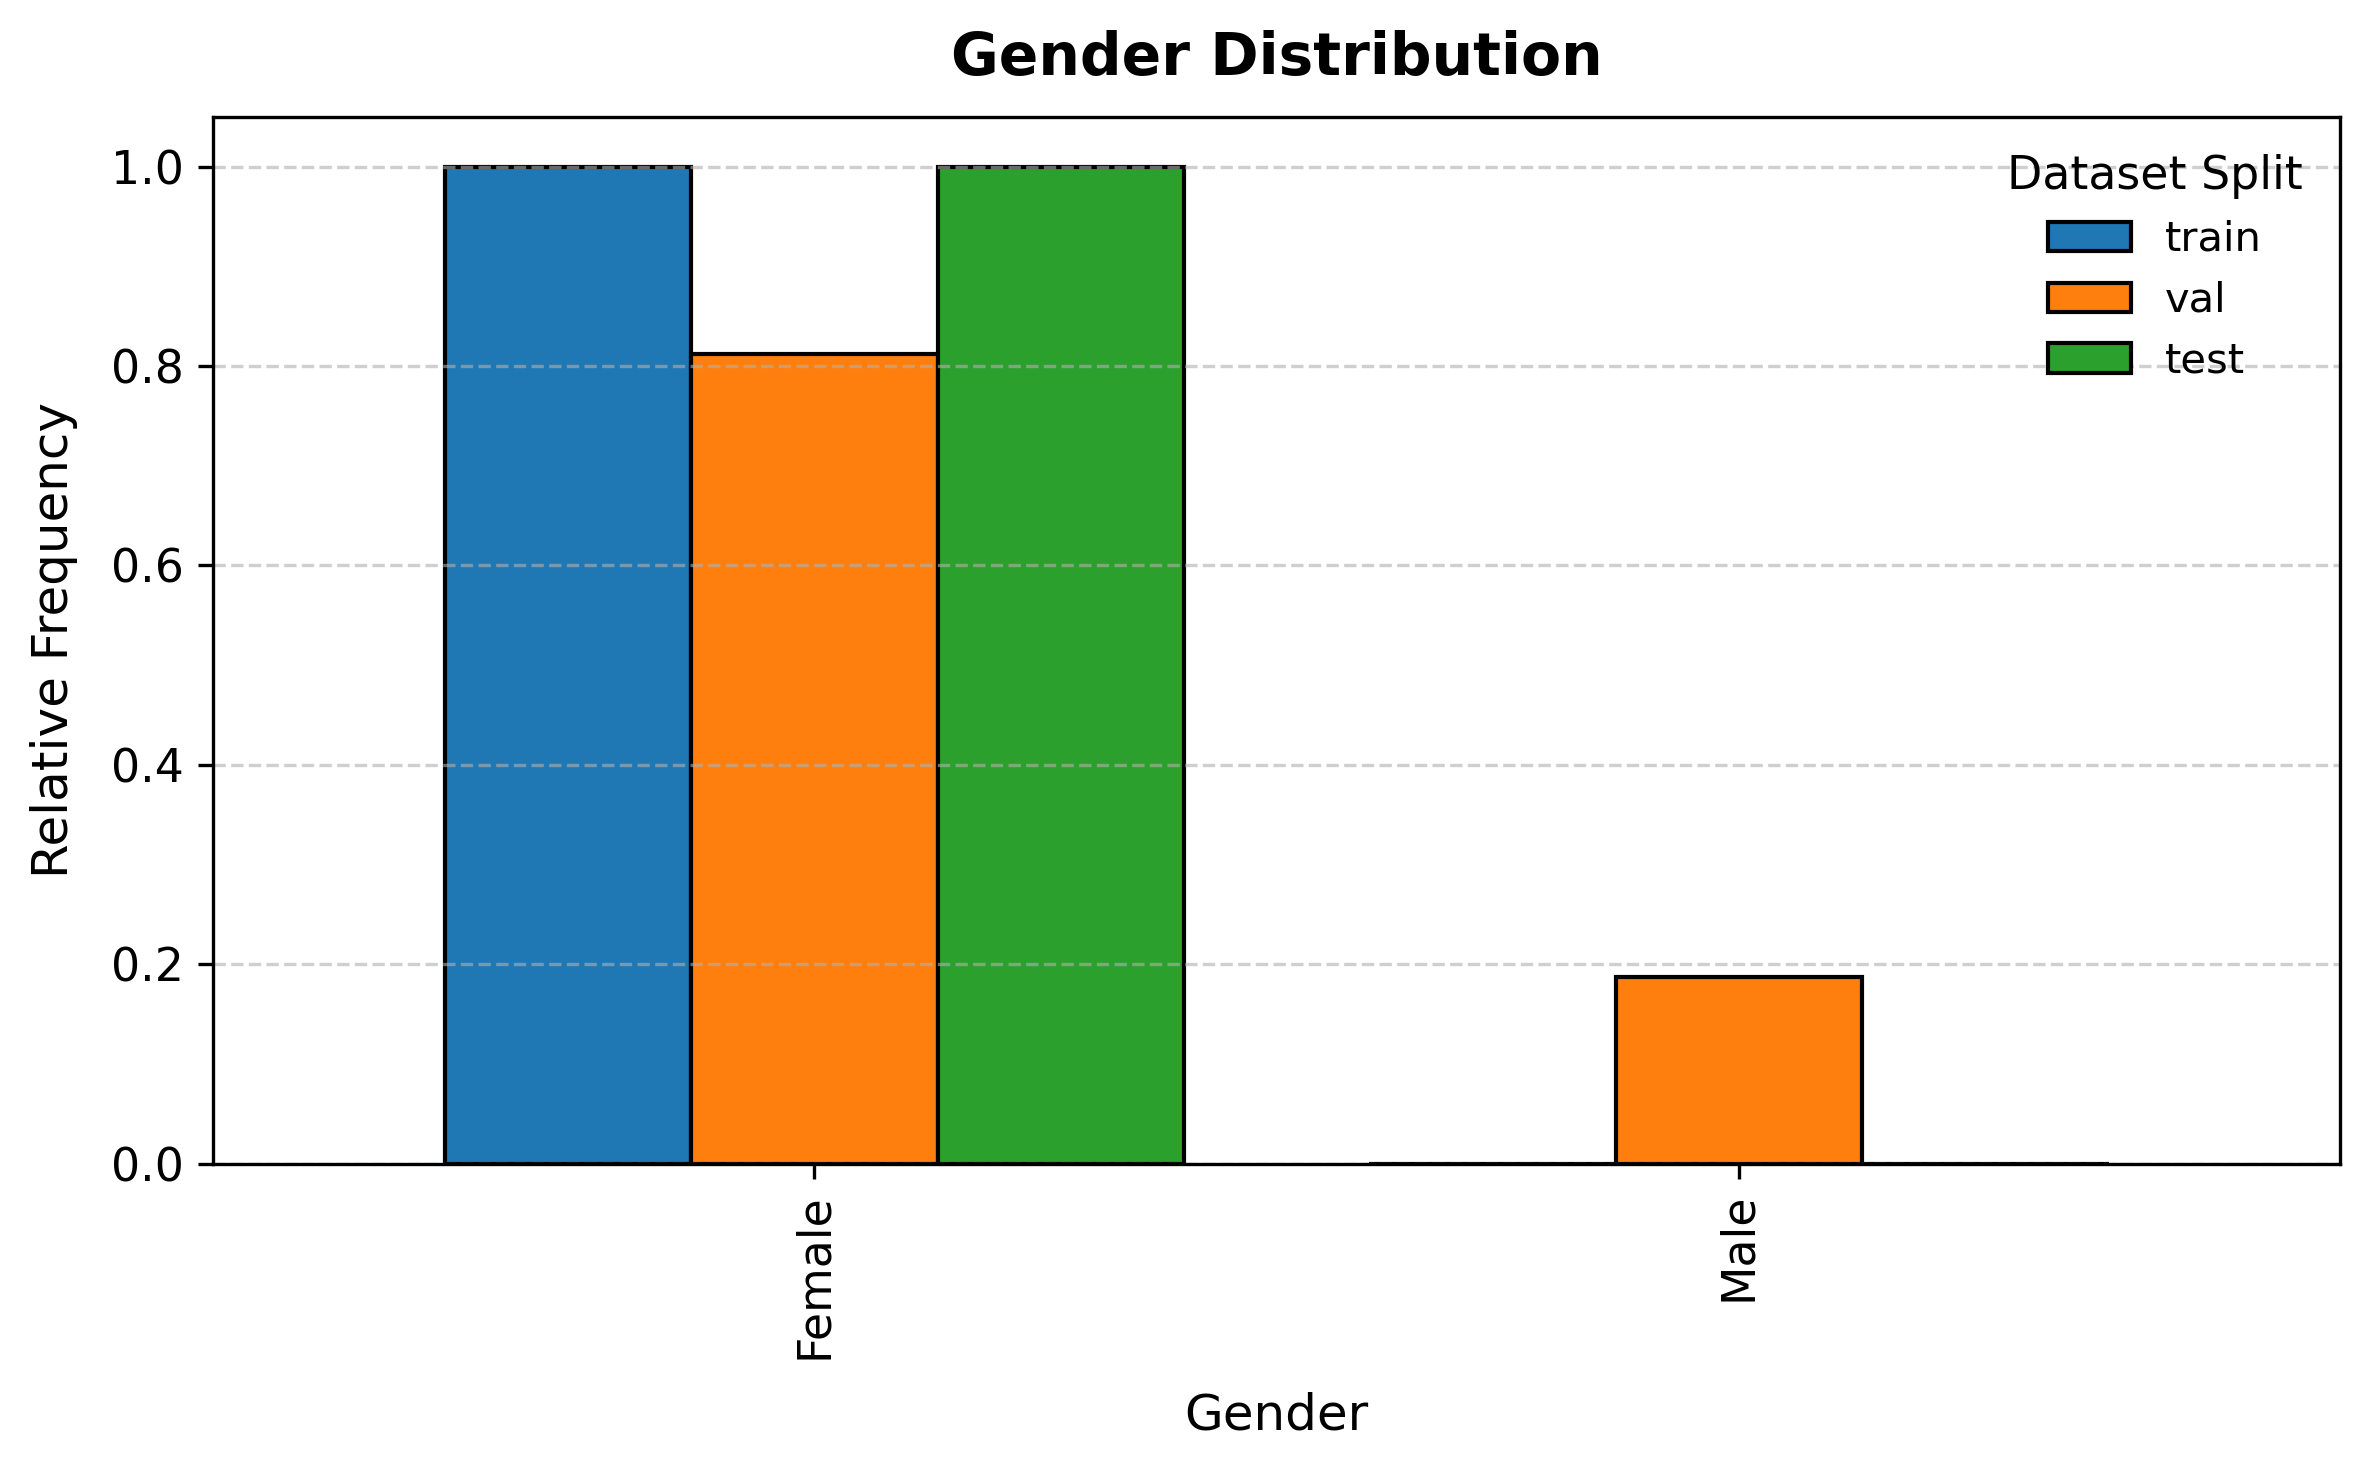 Gender Distribution
Relative Frequency
1.0
0.8
0.6
0.4
0.2
0.0
Dataset Split
train
val
test
Female
Male
Gender